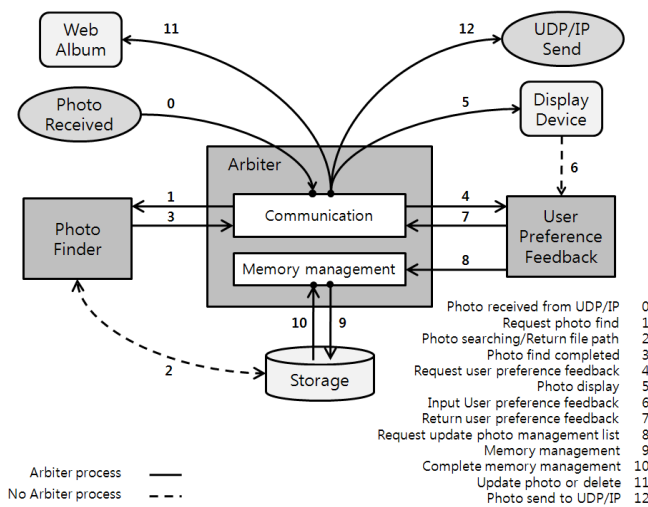 Web
Album
11
12
UDP/IP
Send
Photo
Received
0
5
Display
Device
6
Arbiter
1
3
Communication
4
7
Photo
Finder
User
Preference
Feedback
Memory management
8
10
9
2
Storage
Photo received from UDP/IP 0
Request photo find 1
Photo searching/Return file path 2
Photo find completed 3
Request user preference feedback 4
Photo display 5
Input User preference feedback 6
Return user preference feedback 7
Request update photo management list 8
Memory management 9
Complete memory management 10
Update photo or delete 11
Photo send to UDP/IP 12
Arbiter process
No Arbiter process